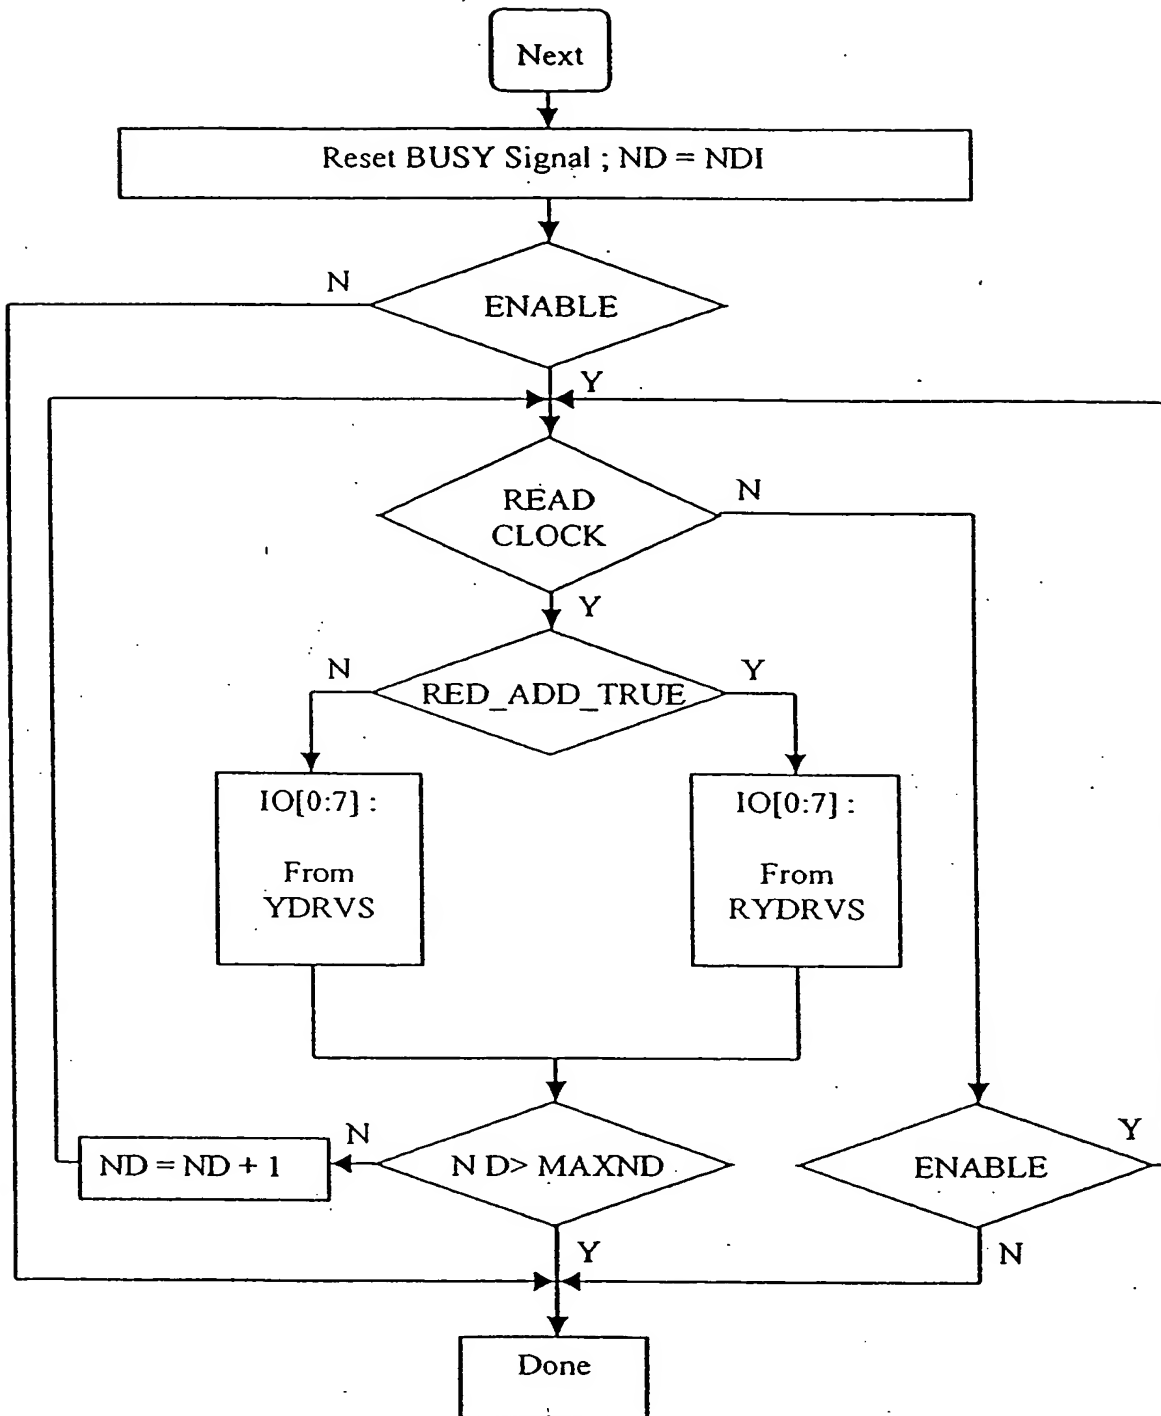 Next
Reset BUSY Signal ; ND = NDI
N
ENABLE
Y
READ
CLOCK
N
Y
N
RED_ADD_TRUE
Y
IO[0:7] :
From
YDRVS
IO[0:7] :
From
RYDRVS
ND = ND + 1
N
N D> MAXND
Y
ENABLE
Y
N
Done